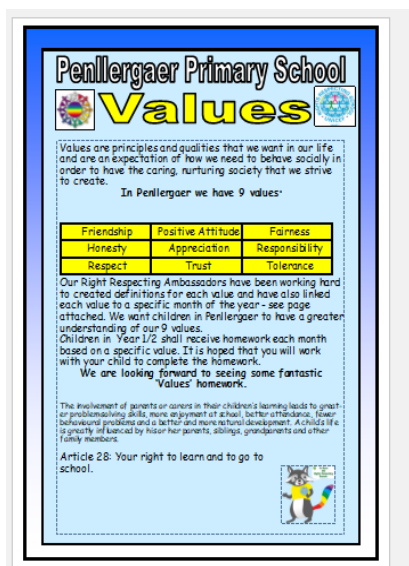 Penllergaer Primary School
Values
Values are principles and qualities that we want in our life
and are an expectation of how we need to behave socially in
order to have the caring, nurturing society that we strive
to create.
In Penllergaer we have 9 values-
Friendship Positive Attitude Fairness
Honesty Appreciation Responsibility
Respect Trust Tolerance
Our Right Respecting Ambassadors have been working hard
to created definitions for each value and have also linked
each value to a specific month of the year - see page
attached. We want children in Penllergaer to have a greater
understanding of our 9 values.
Children in Year 1/2 shall receive homework each month
based on a specific value. It is hoped that you will work
with your child to complete the homework.
We are looking forward to seeing some fantastic
'Values' homework.
The involvement of parents or carers in their children's learning leads to great-
er problemsolving skills, more enjoyment at school, better attendance, fewer
behavioural problems and a better and more natural development. A child's life
is greatly influenced by his or her parents, siblings, grandparents and other
family members.
Article 28: Your right to learn and to go to
school.